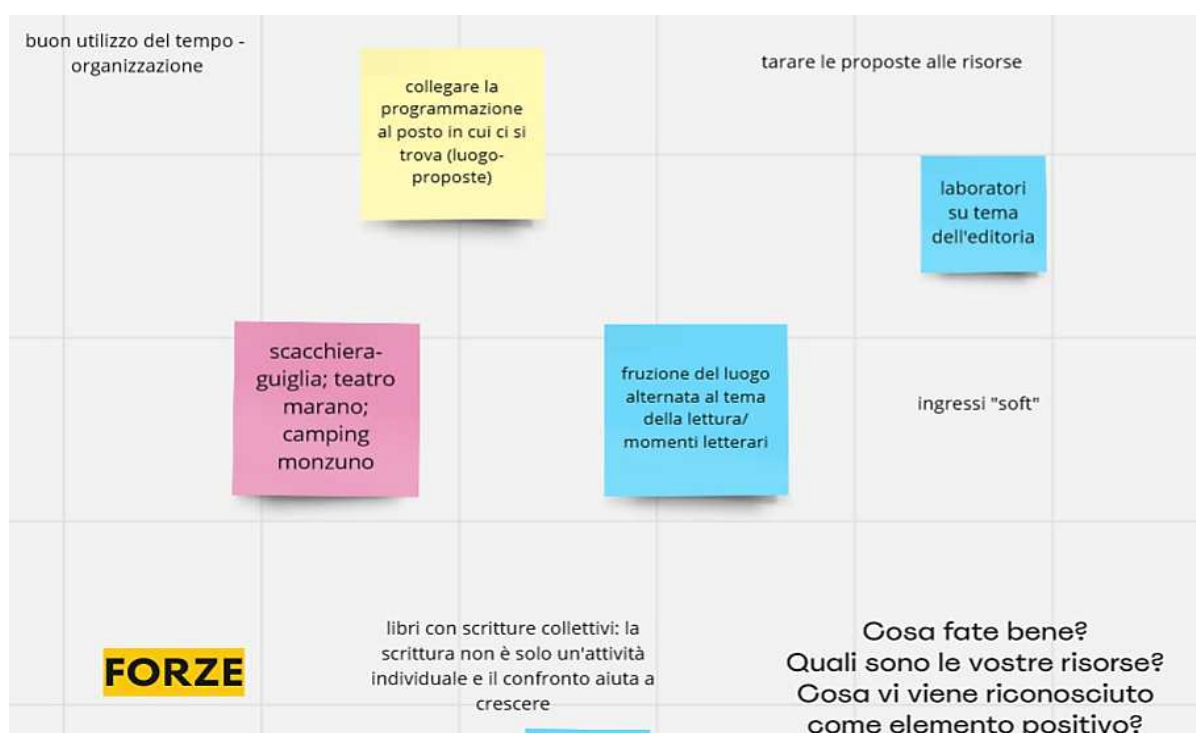 buon utilizzo del tempo -
organizzazione
collegare la
programmazione
al posto in cui ci si
trova (luogo-
proposte)
tarare le proposte alle risorse
laboratori
su tema
dell'editoria
scacchiera-
guiglia; teatro
marano;
camping
monzuno
fruzione del luogo
alternata al tema
della lettura/
momenti letterari
ingressi "soft"
FORZE
libri con scritture collettivi: la
scrittura non è solo un'attività
individuale e il confronto aiuta a
crescere
Cosa fate bene?
Quali sono le vostre risorse?
Cosa vi viene riconosciuto
come elemento positivo?